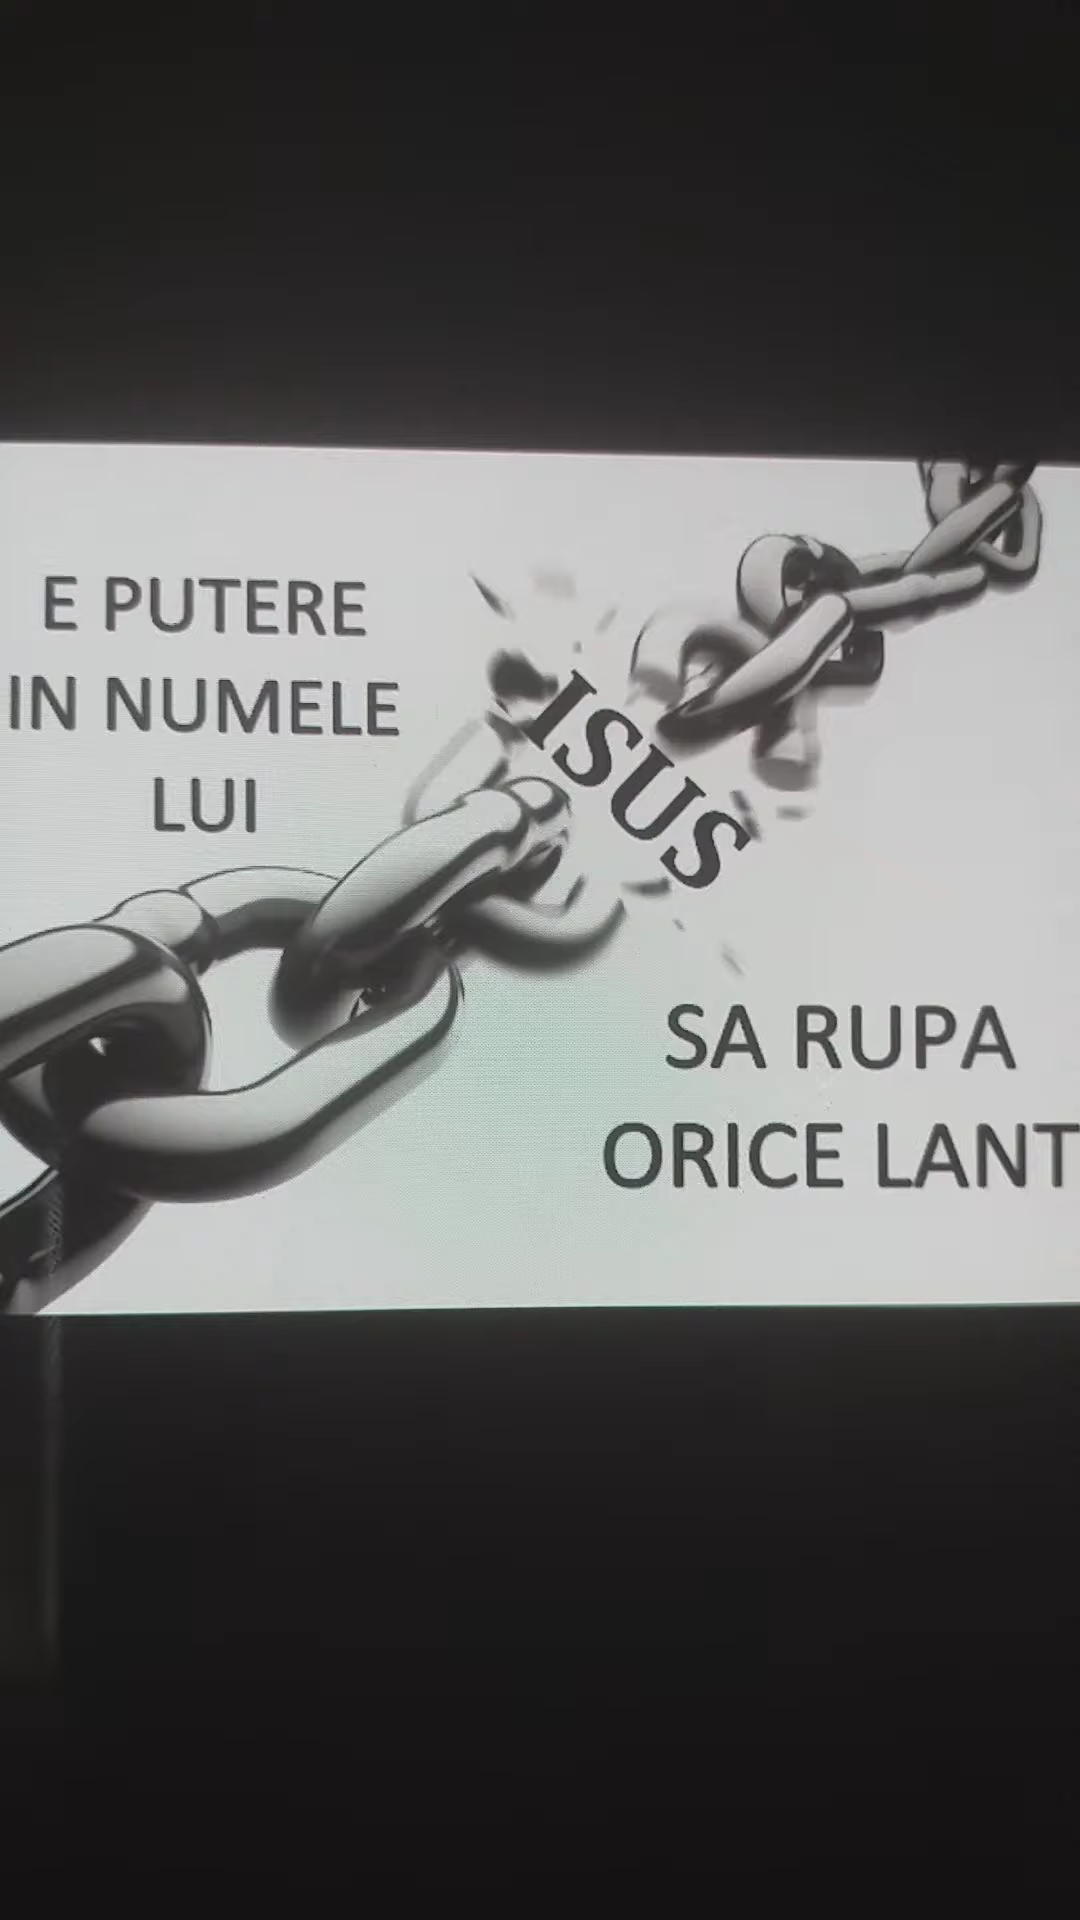 E PUTERE
IN NUMELE
LUI
ISUS
SA RUPA
ORICE LANT